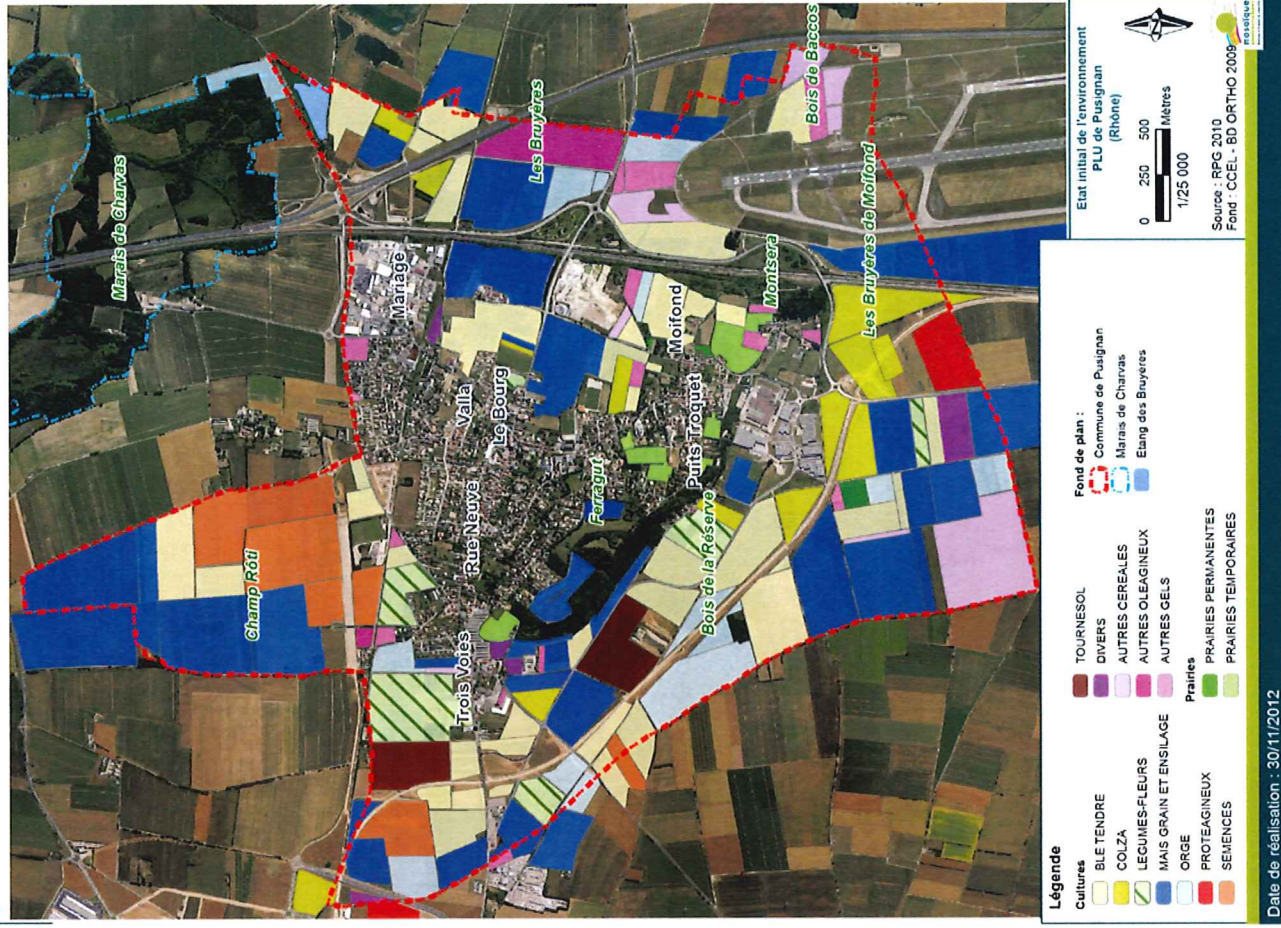 Marais de Charvas
Champ Rôti
Mariage
Les Bruyères
Valla
Rue Neuve
Le Bourg
Trois Voies
Bois de Baccos
Moifond
Ferragut
Montsera
Puits Troquet
Les Bruyères de Moifond
Bois de la Réserve
Légende
Cultures
BLE TENDRE
COLZA
LEGUMES-FLEURS
MAIS GRAIN ET ENSILAGE
ORGE
PROTEAGINEUX
SEMENCES
TOURNESOL
DIVERS
AUTRES CEREALES
AUTRES OLEAGINEUX
AUTRES GELS
Prairies
PRAIRIES PERMANENTES
PRAIRIES TEMPORAIRES
Fond de plan :
Commune de Pusignan
Marais de Charvas
Etang des Bruyères
Etat initial de l'environnement
PLU de Pusignan
(Rhône)
0 250 500
Mètres
1/25 000
Source : RPG 2010
Fond : CCEL - BD ORTHO 2009
mosaique
Date de réalisation : 30/11/2012